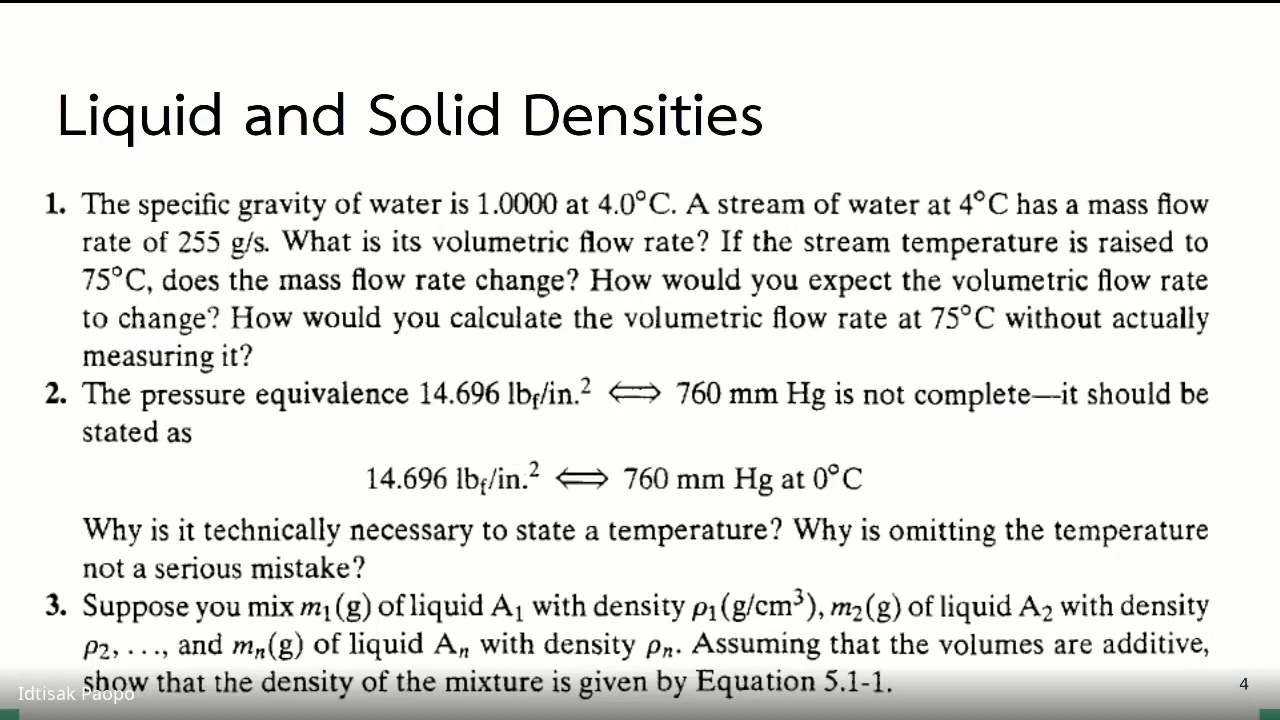 Liquid and Solid Densities
1. The specific gravity of water is 1.0000 at 4.0°C. A stream of water at 4°C has a mass flow
rate of 255 g/s. What is its volumetric flow rate? If the stream temperature is raised to
75°C, does the mass flow rate change? How would you expect the volumetric flow rate
to change? How would you calculate the volumetric flow rate at 75°C without actually
measuring it?
2. The pressure equivalence 14.696 lb_f/in.² ⟺ 760 mm Hg is not complete—it should be
stated as
14.696 lb_f/in.² ⟺ 760 mm Hg at 0°C
Why is it technically necessary to state a temperature? Why is omitting the temperature
not a serious mistake?
3. Suppose you mix m₁(g) of liquid A₁ with density ρ₁(g/cm³), m₂(g) of liquid A₂ with density
ρ₂, . . ., and mₙ(g) of liquid Aₙ with density ρₙ. Assuming that the volumes are additive,
show that the density of the mixture is given by Equation 5.1-1.
Idtisak Paopo
4